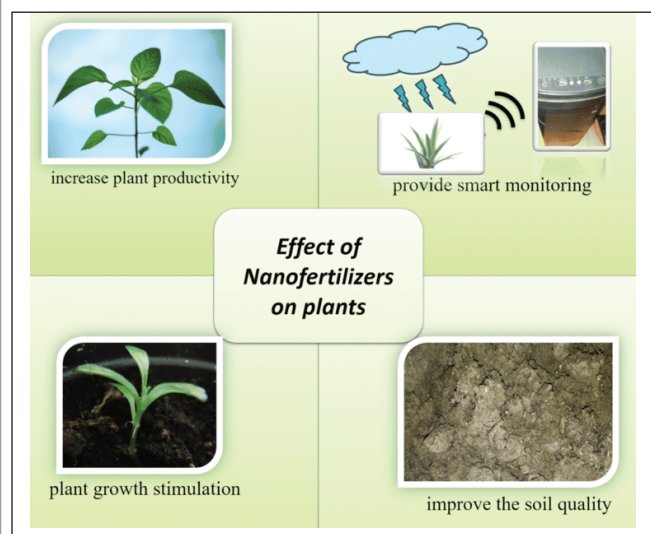 increase plant productivity
provide smart monitoring
Effect of
Nanofertilizers
on plants
plant growth stimulation
improve the soil quality